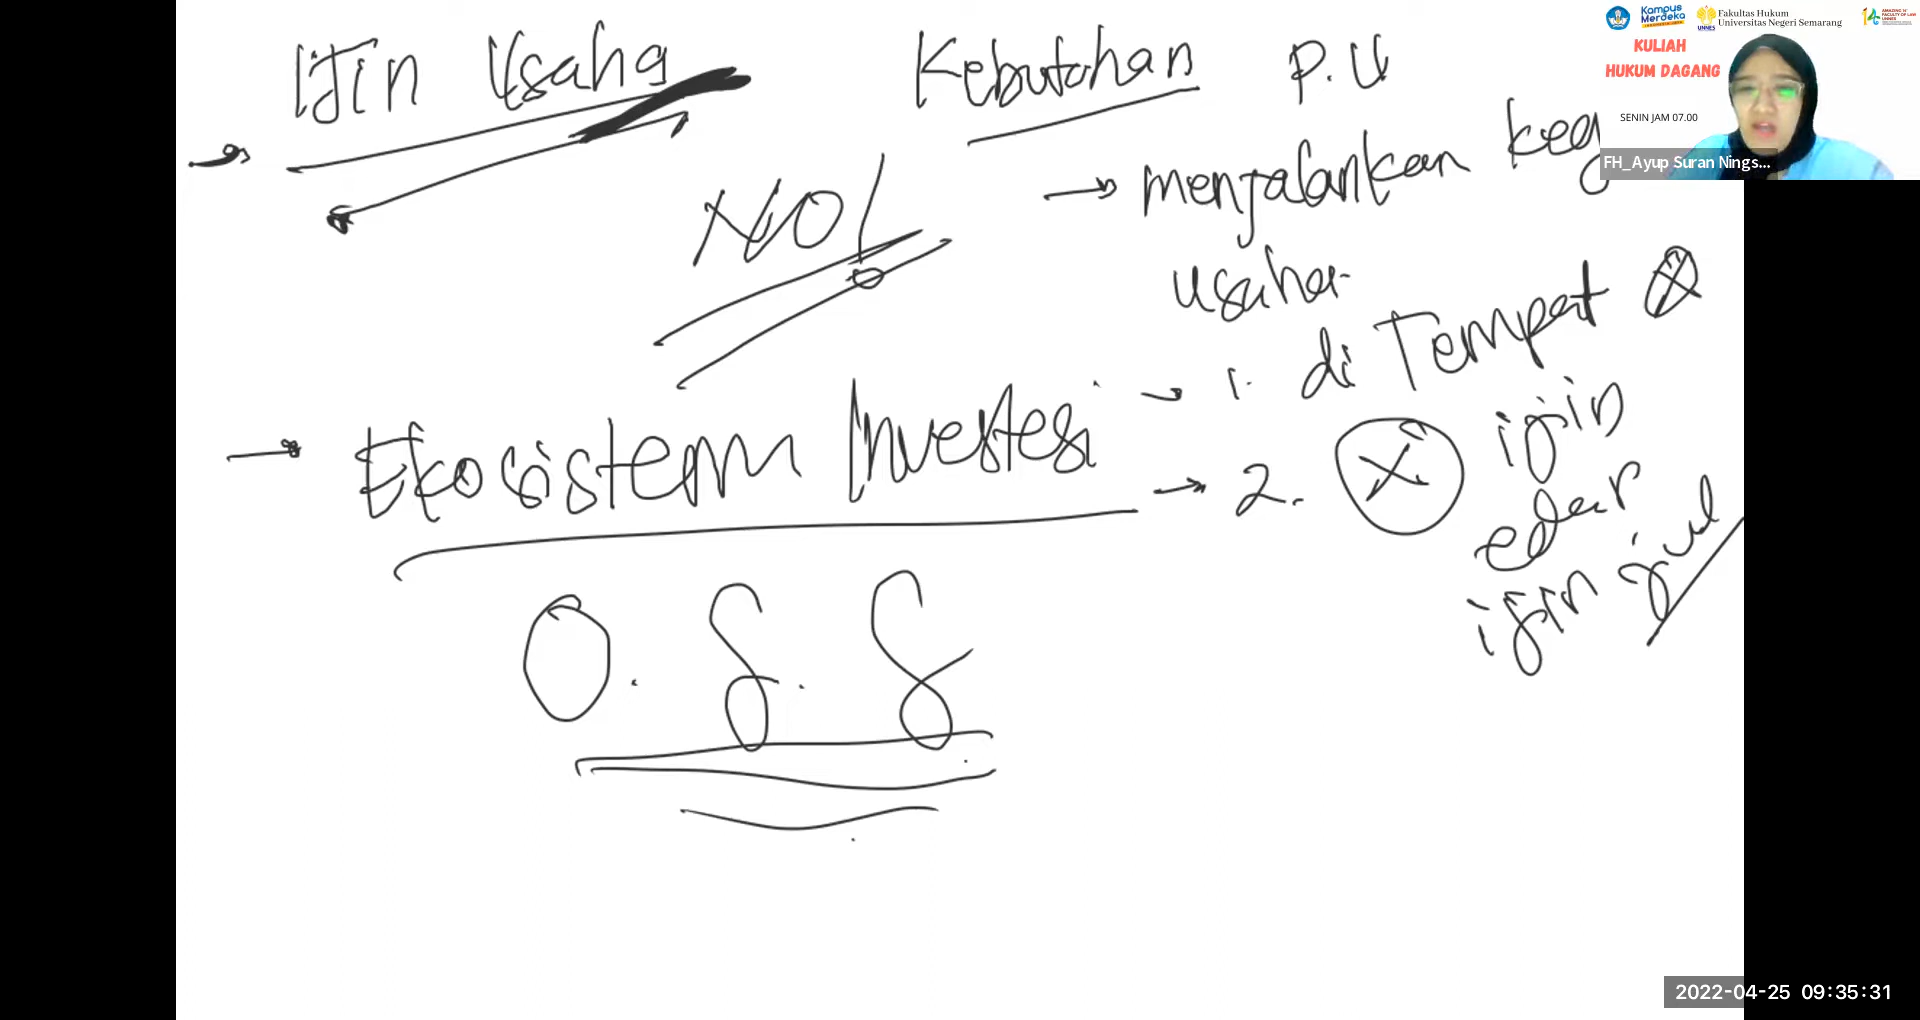 IJin Usaha
Kebutuhan P.U
→ menjalankan keg
usaha
NO!
→ Ekosistem Investasi
→ 1. di Tempat
→ 2. X ijin
edar
ijin jual
O.S.S
Kampus
Merdeka
UNNES
Fakultas Hukum
Universitas Negeri Semarang
KULIAH
HUKUM DAGANG
SENIN JAM 07.00
FH_Ayup Suran Nings...
2022-04-25 09:35:31